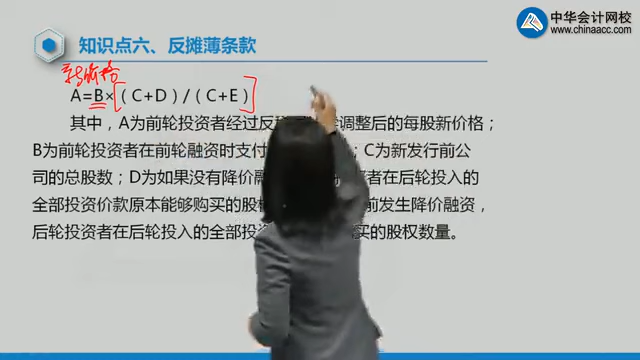 中华会计网校
www.chinaacc.com
知识点六、反摊薄条款
A=B×（C+D）/（C+E）
其中，A为前轮投资者经过反 调整后的每股新价格；
B为前轮投资者在前轮融资时支付 ；C为新发行前公
司的总股数；D为如果没有降价融 者在后轮投入的
全部投资价款原本能够购买的股权 前发生降价融资，
后轮投资者在后轮投入的全部投资 买的股权数量。